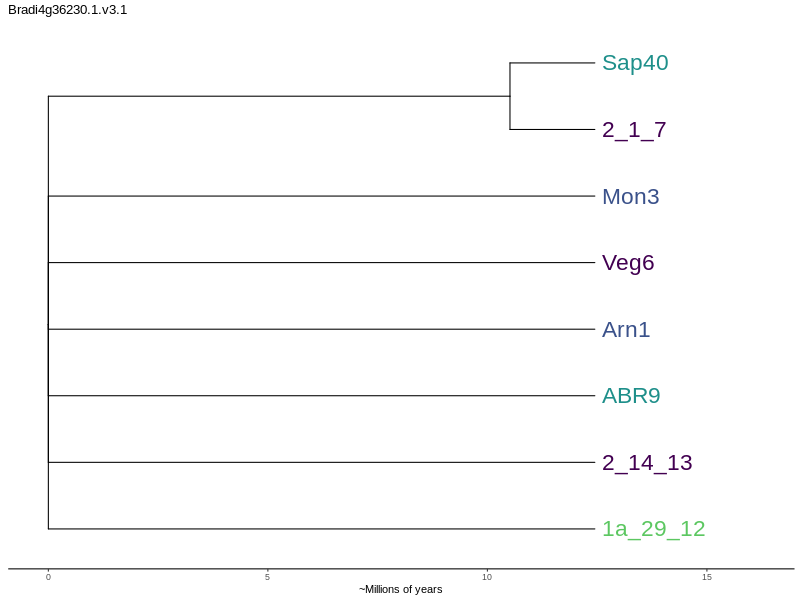 Bradi4g36230.1.v3.1
Sap40
2_1_7
Mon3
Veg6
Arn1
ABR9
2_14_13
1a_29_12
0 5 10 15
~Millions of years